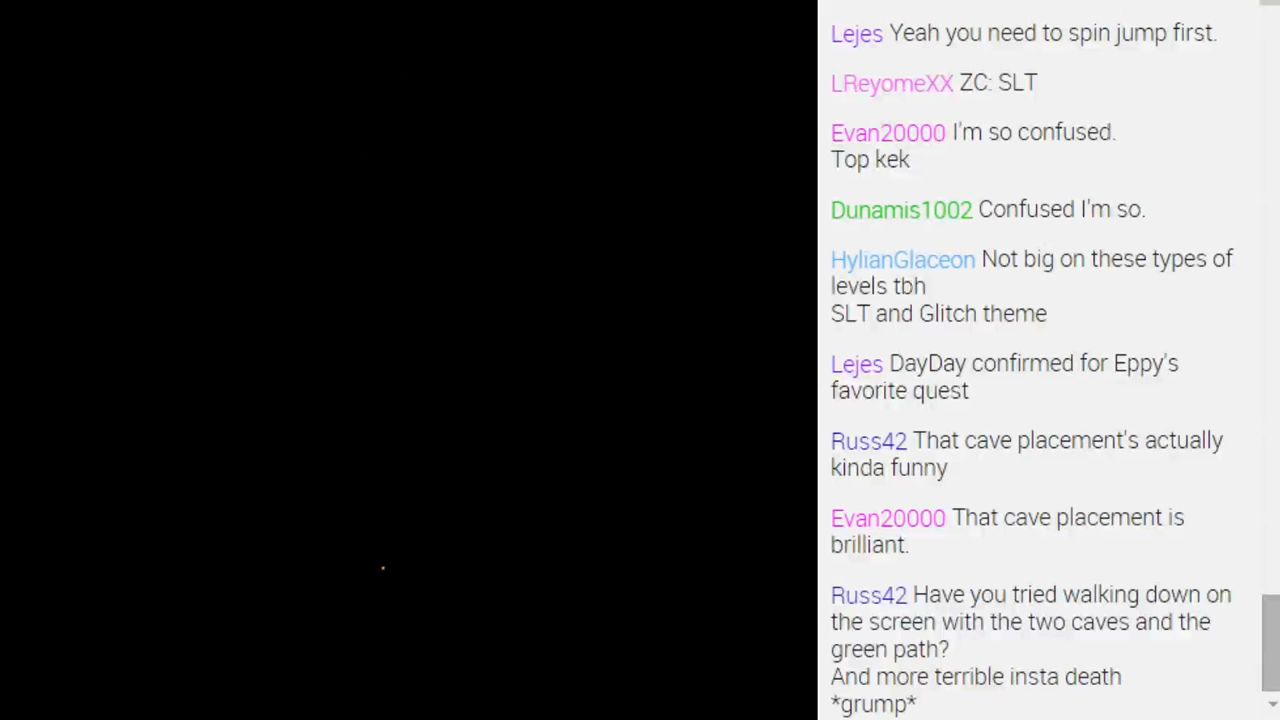 Lejes Yeah you need to spin jump first.
LReyomeXX ZC: SLT
Evan20000 I'm so confused.
Top kek
Dunamis1002 Confused I'm so.
HylianGlaceon Not big on these types of
levels tbh
SLT and Glitch theme
Lejes DayDay confirmed for Eppy's
favorite quest
Russ42 That cave placement's actually
kinda funny
Evan20000 That cave placement is
brilliant.
Russ42 Have you tried walking down on
the screen with the two caves and the
green path?
And more terrible insta death
*grump*